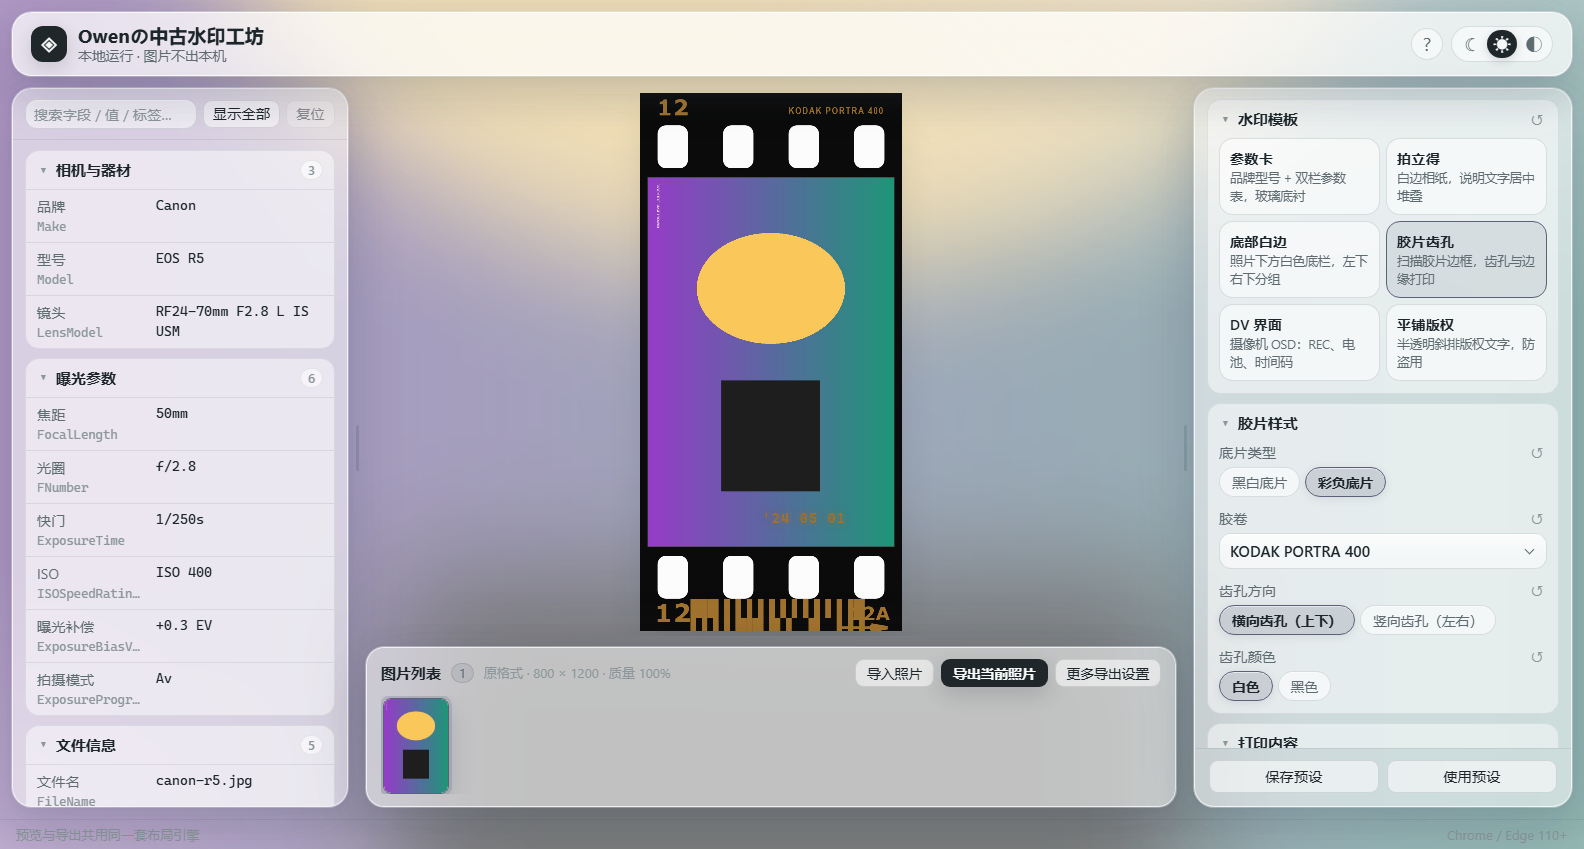 Owenの中古水印工坊
本地运行 · 图片不出本机
?
搜索字段 / 值 / 标签...
显示全部
复位
相机与器材
3
品牌
Canon
Make
型号
EOS R5
Model
镜头
RF24-70mm F2.8 L IS
USM
LensModel
曝光参数
6
焦距
50mm
FocalLength
光圈
f/2.8
FNumber
快门
1/250s
ExposureTime
ISO
ISO 400
ISOSpeedRatin…
曝光补偿
+0.3 EV
ExposureBiasV…
拍摄模式
Av
ExposureProgr…
文件信息
5
文件名
canon-r5.jpg
FileName
12
KODAK PORTRA 400
'24 05 01
12
2A
图片列表
1
原格式 · 800 × 1200 · 质量 100%
导入照片
导出当前照片
更多导出设置
水印模板
参数卡
品牌型号 + 双栏参数
表，玻璃底衬
拍立得
白边相纸，说明文字居中
堆叠
底部白边
照片下方白色底栏，左下
右下分组
胶片齿孔
扫描胶片边框，齿孔与边
缘打印
DV 界面
摄像机 OSD：REC、电
池、时间码
平铺版权
半透明斜排版权文字，防
盗用
胶片样式
底片类型
黑白底片
彩负底片
胶卷
KODAK PORTRA 400
齿孔方向
横向齿孔（上下）
竖向齿孔（左右）
齿孔颜色
白色
黑色
打印内容
保存预设
使用预设
预览与导出共用同一套布局引擎
Chrome / Edge 110+